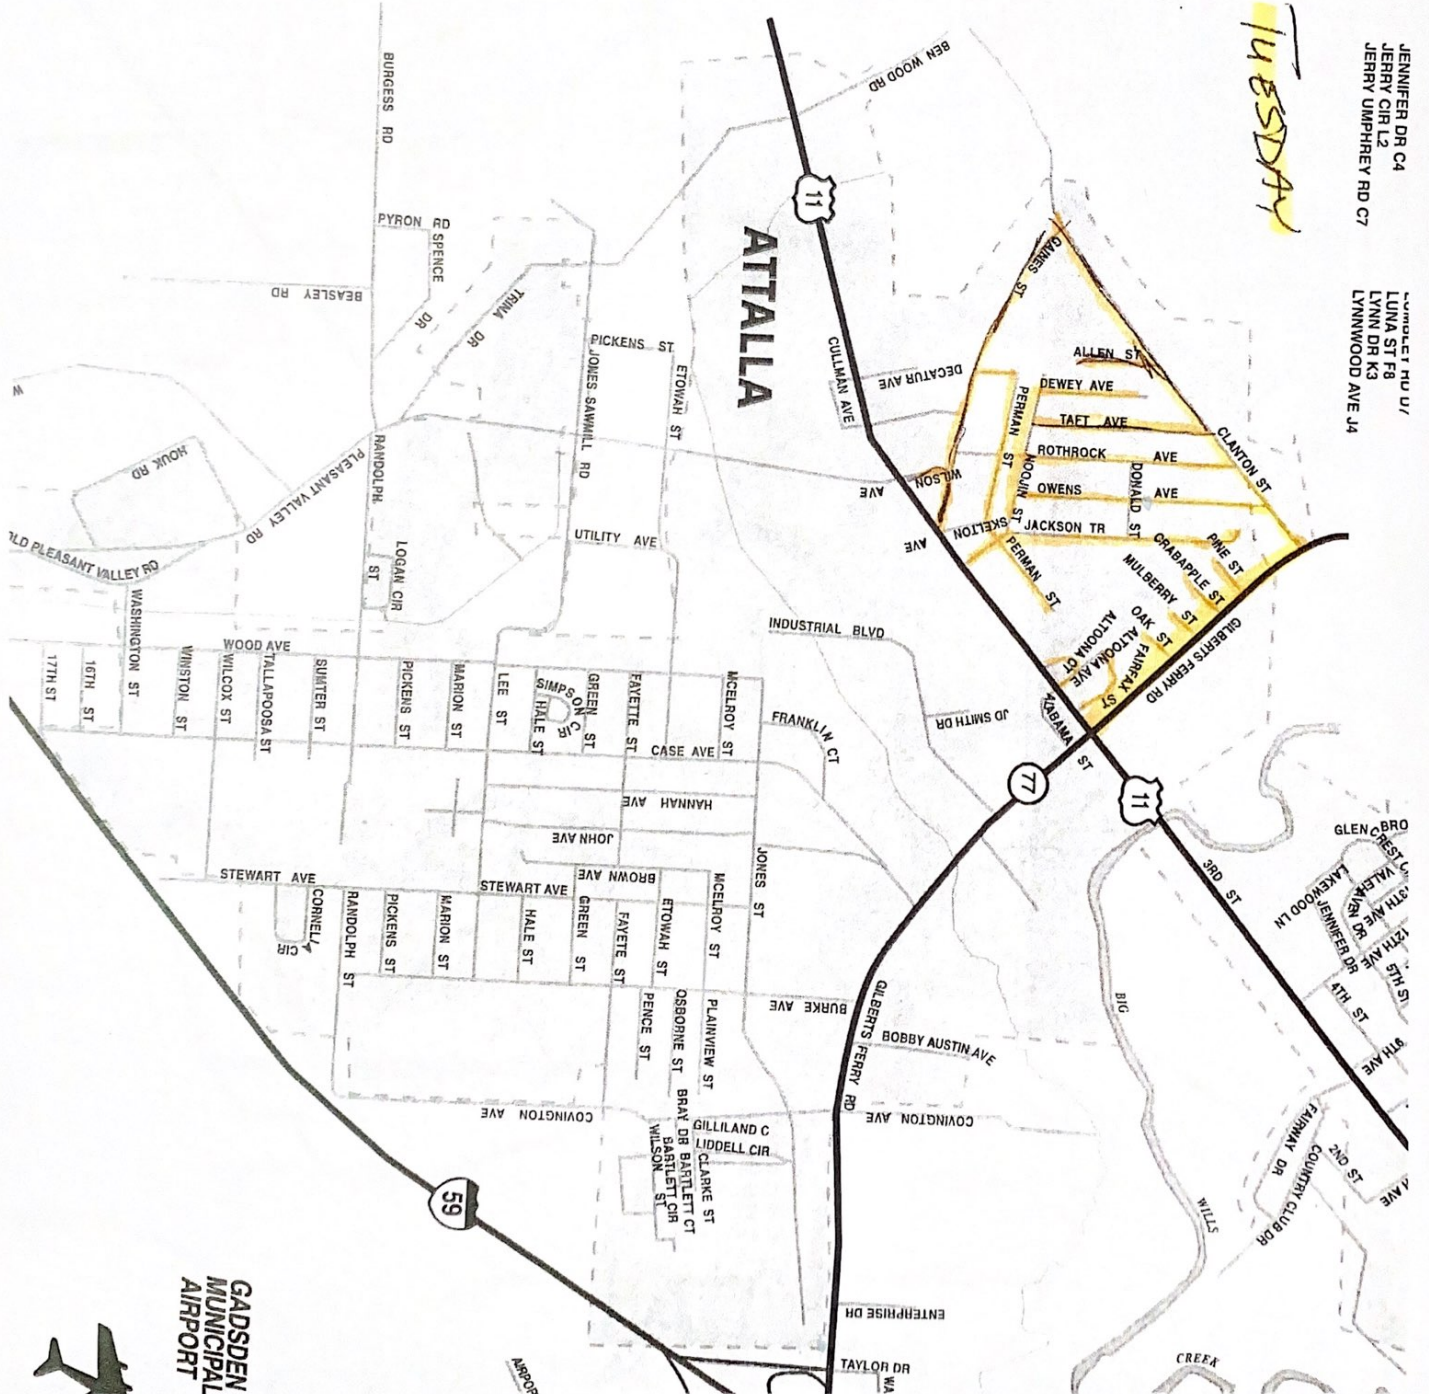 JENNIFER DR C4
JERRY CIR L2
JERRY UMPHREY RD C7
LUNA ST F8
LYNN DR K3
LYNNWOOD AVE J4
TUESDAY
BEN WOOD RD
BURGESS RD
11
PYRON RD
SPENCE DR
BEASLEY RD
TRINA DR
ATTALLA
GAINES ST
ALLEN ST
DEWEY AVE
TAFT AVE
ROTHROCK AVE
OWENS AVE
DONALD ST
JACKSON TR
PERMAN ST
NOOJIN ST
SKELTON AVE
PERMAN ST
WILSON AVE
CLANTON ST
PINE ST
CRABAPPLE ST
MULBERRY ST
OAK ST
FAIRFAX ST
ALTOONA AVE
ALTOONA CT
GILBERTS FERRY RD
DECATUR AVE
CULLMAN AVE
PICKENS ST
ETOWAH ST
JONES SAWMILL RD
HOUK RD
PLEASANT VALLEY RD
RANDOLPH ST
LOGAN CIR
UTILITY AVE
PLEASANT VALLEY RD
WASHINGTON ST
WOOD AVE
17TH ST
16TH ST
WINSTON ST
WILCOX ST
TALLAPOOSA ST
SUMTER ST
PICKENS ST
MARION ST
LEE ST
SIMPSON CIR
HALE ST
GREEN ST
FAYETTE ST
MCELROY ST
CASE AVE
INDUSTRIAL BLVD
JD SMITH DR
FRANKLIN CT
77
11
3RD ST
HANNAH AVE
JOHN AVE
BROWN AVE
JONES ST
STEWART AVE
STEWART AVE
CIR
RANDOLPH ST
PICKENS ST
MARION ST
HALE ST
GREEN ST
FAYETE ST
ETOWAH ST
MCELROY ST
PENCE ST
OSBORNE ST
PLAINVIEW ST
BURKE AVE
GILBERTS FERRY RD
BOBBY AUSTIN AVE
COVINGTON AVE
COVINGTON AVE
GILLILAND C
LIDDELL CIR
BRAY DR
BARTLETT CT
BARTLETT CIR
WILSON ST
CLARKE ST
GLEN
LAKEWOOD LN
JENNIFER DR
12TH AVE
5TH ST
4TH ST
9TH AVE
FAIRWAY DR
COUNTRY CLUB DR
2ND ST
BIG
WILLS
CREEK
59
ENTERPRISE DR
TAYLOR DR
GADSDEN
MUNICIPAL
AIRPORT